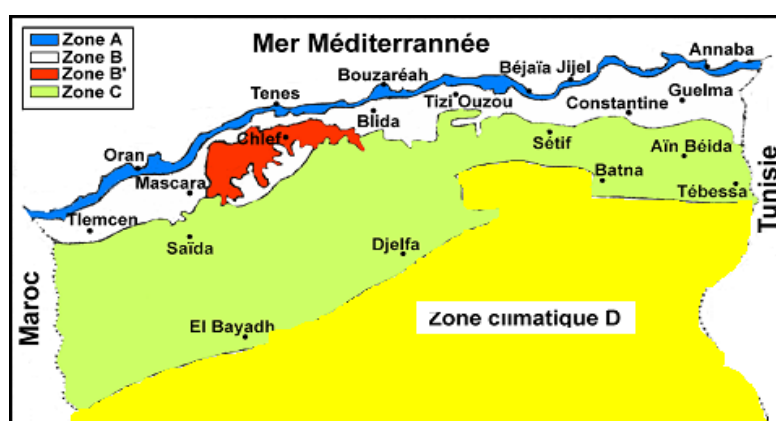 Zone A
Zone B
Zone B'
Zone C
Mer Méditerrannée
Annaba
Béjaïa Jijel
Bouzaréah
Tenes
Tizi Ouzou
Guelma
Constantine
Blida
Chlef
Oran
Sétif
Aïn Béida
Mascara
Batna
Tébessa
Tlemcen
Saïda
Djelfa
El Bayadh
Zone climatique D
Maroc
Tunisie